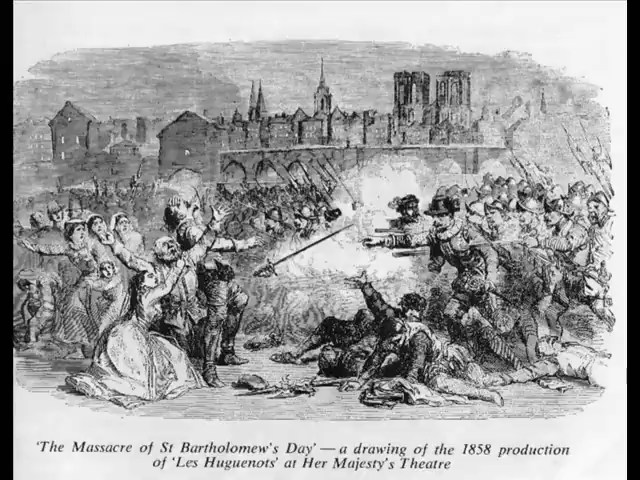 'The Massacre of St Bartholomew's Day' — a drawing of the 1858 production
of 'Les Huguenots' at Her Majesty's Theatre